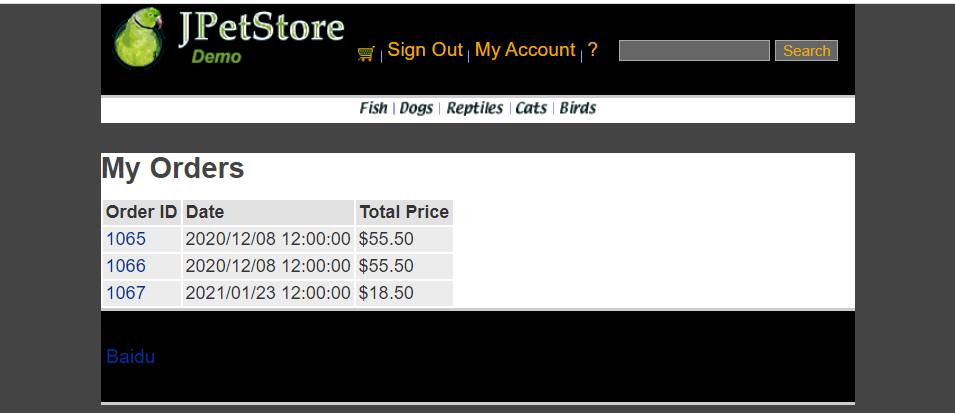 JPetStore
Demo
| Sign Out | My Account | ? Search
Fish | Dogs | Reptiles | Cats | Birds
My Orders
Order ID Date Total Price
1065 2020/12/08 12:00:00 $55.50
1066 2020/12/08 12:00:00 $55.50
1067 2021/01/23 12:00:00 $18.50
Baidu